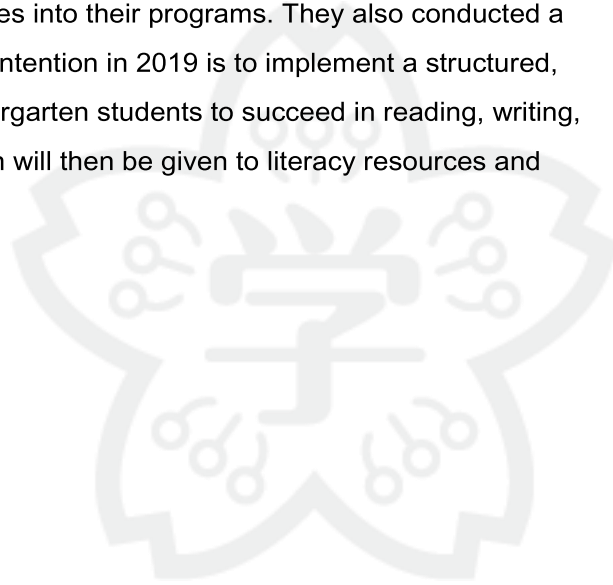 es into their programs. They also conducted a
ntention in 2019 is to implement a structured,
rgarten students to succeed in reading, writing,
n will then be given to literacy resources and
学